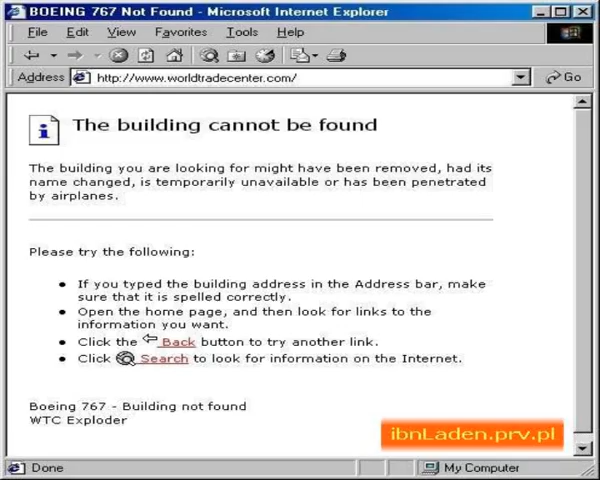 BOEING 767 Not Found - Microsoft Internet Explorer
File Edit View Favorites Tools Help
Address http://www.worldtradecenter.com/ Go
The building cannot be found
The building you are looking for might have been removed, had its
name changed, is temporarily unavailable or has been penetrated
by airplanes.
Please try the following:
If you typed the building address in the Address bar, make
sure that it is spelled correctly.
Open the home page, and then look for links to the
information you want.
Click the Back button to try another link.
Click Search to look for information on the Internet.
Boeing 767 - Building not found
WTC Exploder
ibnLaden.prv.pl
Done My Computer